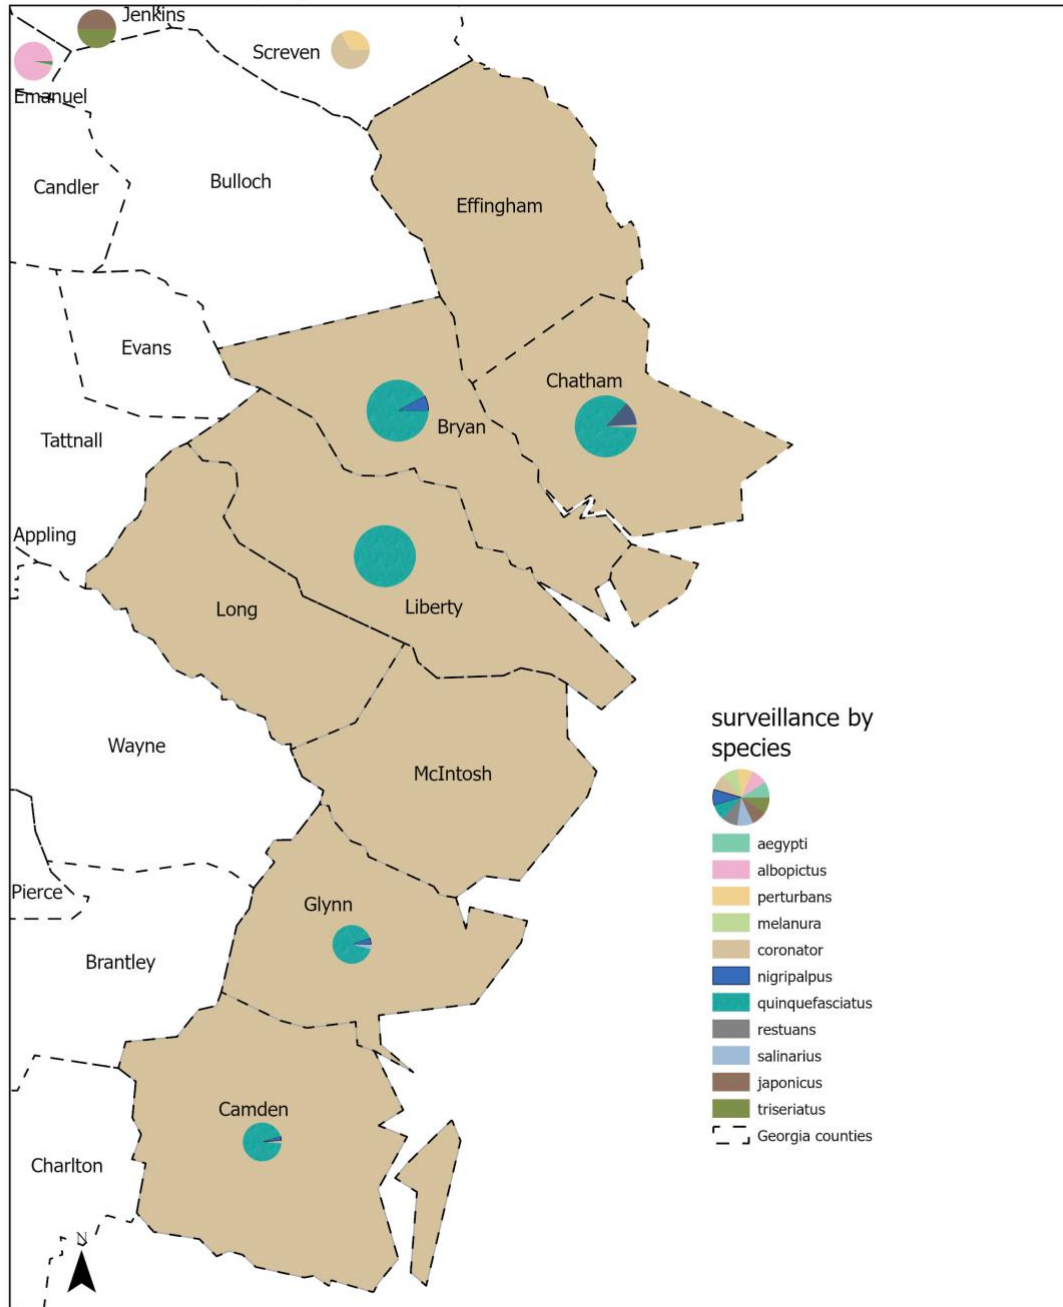 Jenkins
Screven
Emanuel
Candler
Bulloch
Effingham
Evans
Chatham
Bryan
Tattnall
Appling
Long
Liberty
surveillance by
species
Wayne
McIntosh
aegypti
albopictus
Pierce
perturbans
Glynn
melanura
coronator
Brantley
nigripalpus
quinquefasciatus
restuans
salinarius
japonicus
Camden
triseriatus
Georgia counties
Charlton
N